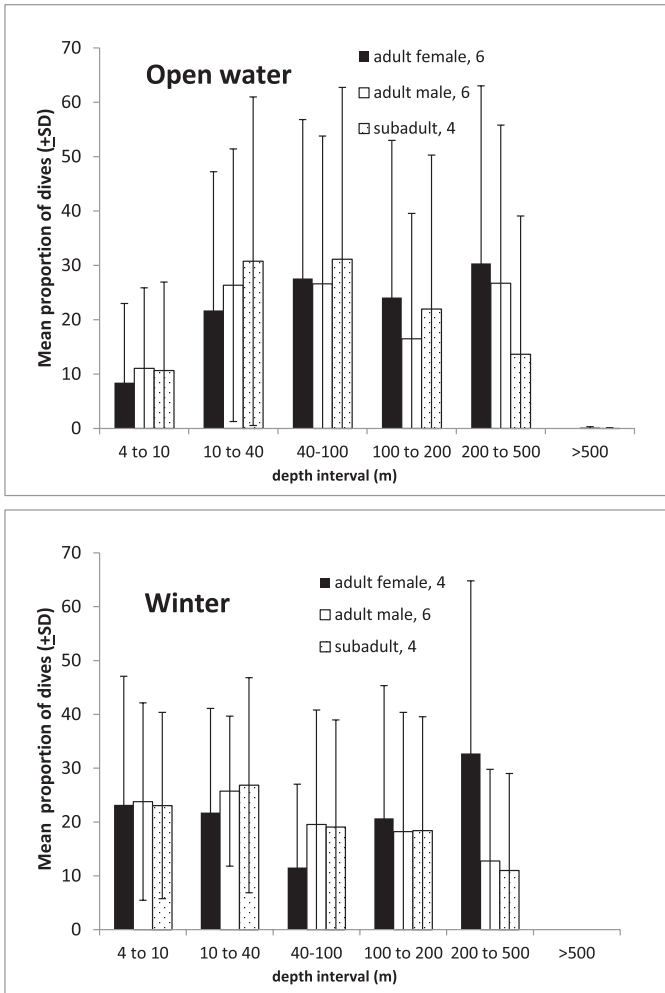 70
Open water
adult female, 6
60
adult male, 6
subadult, 4
50
40
30
20
10
0
Mean proportion of dives (±SD)
4 to 10 10 to 40 40-100 100 to 200 200 to 500 >500
depth interval (m)
70
60
Winter
adult female, 4
adult male, 6
subadult, 4
50
40
30
20
10
0
Mean proportion of dives (±SD)
4 to 10 10 to 40 40-100 100 to 200 200 to 500 >500
depth interval (m)